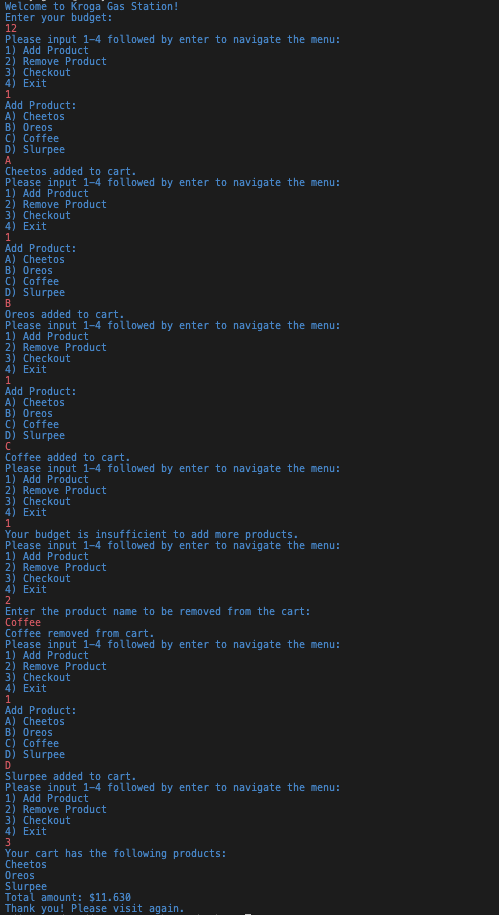 Welcome to Kroga Gas Station!
Enter your budget:
12
Please input 1-4 followed by enter to navigate the menu:
1) Add Product
2) Remove Product
3) Checkout
4) Exit
1
Add Product:
A) Cheetos
B) Oreos
C) Coffee
D) Slurpee
A
Cheetos added to cart.
Please input 1-4 followed by enter to navigate the menu:
1) Add Product
2) Remove Product
3) Checkout
4) Exit
1
Add Product:
A) Cheetos
B) Oreos
C) Coffee
D) Slurpee
B
Oreos added to cart.
Please input 1-4 followed by enter to navigate the menu:
1) Add Product
2) Remove Product
3) Checkout
4) Exit
1
Add Product:
A) Cheetos
B) Oreos
C) Coffee
D) Slurpee
C
Coffee added to cart.
Please input 1-4 followed by enter to navigate the menu:
1) Add Product
2) Remove Product
3) Checkout
4) Exit
1
Your budget is insufficient to add more products.
Please input 1-4 followed by enter to navigate the menu:
1) Add Product
2) Remove Product
3) Checkout
4) Exit
2
Enter the product name to be removed from the cart:
Coffee
Coffee removed from cart.
Please input 1-4 followed by enter to navigate the menu:
1) Add Product
2) Remove Product
3) Checkout
4) Exit
1
Add Product:
A) Cheetos
B) Oreos
C) Coffee
D) Slurpee
D
Slurpee added to cart.
Please input 1-4 followed by enter to navigate the menu:
1) Add Product
2) Remove Product
3) Checkout
4) Exit
3
Your cart has the following products:
Cheetos
Oreos
Slurpee
Total amount: $11.630
Thank you! Please visit again.